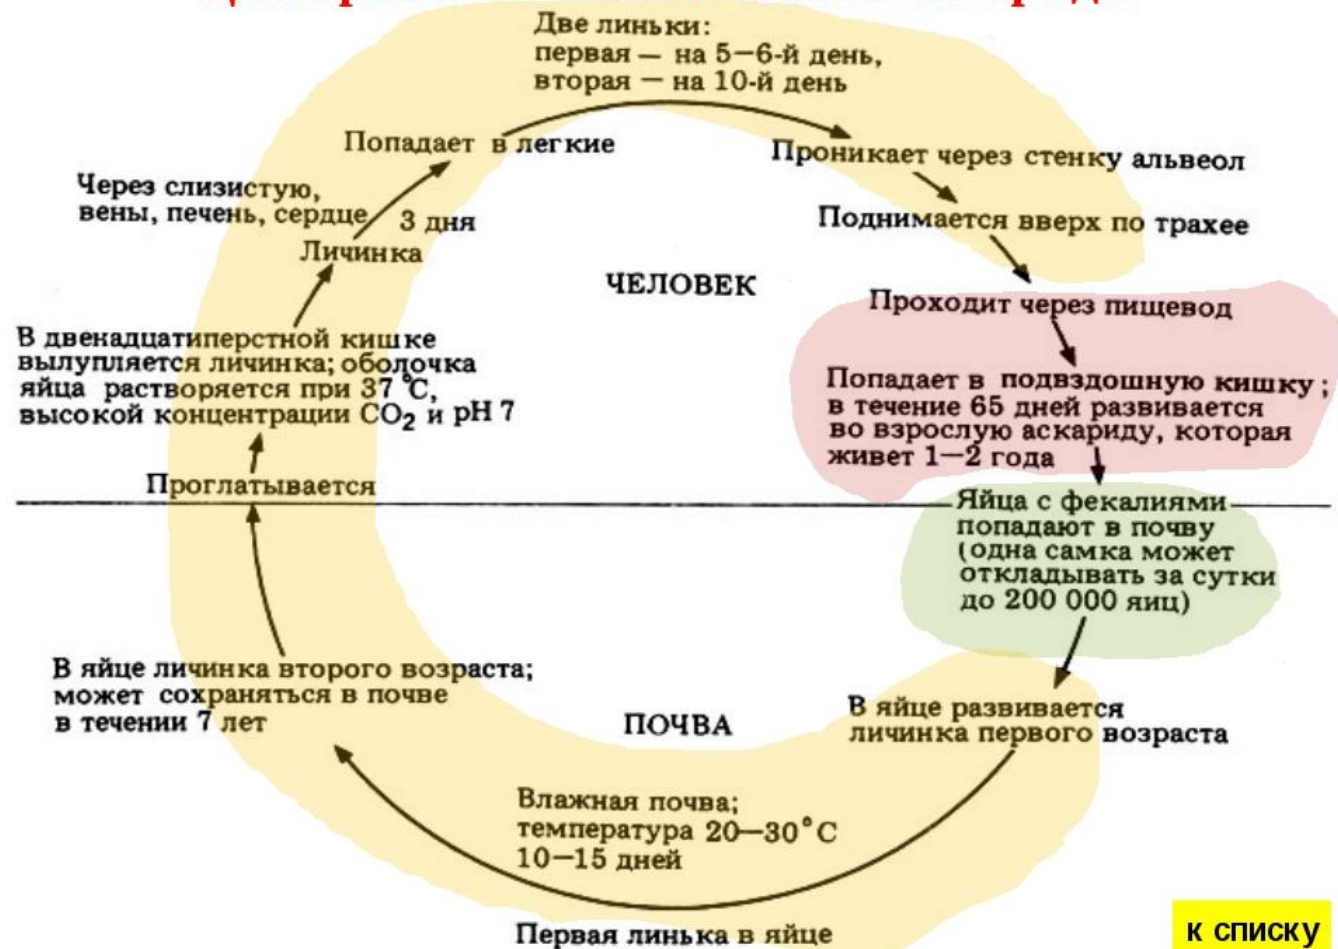 Две линьки:
первая — на 5—6-й день,
вторая — на 10-й день
Попадает в легкие
Проникает через стенку альвеол
Через слизистую,
вены, печень, сердце
3 дня
Поднимается вверх по трахее
Личинка
ЧЕЛОВЕК
Проходит через пищевод
В двенадцатиперстной кишке
вылупляется личинка; оболочка
яйца растворяется при 37 °С,
высокой концентрации CO₂ и pH 7
Попадает в подвздошную кишку;
в течение 65 дней развивается
во взрослую аскариду, которая
живет 1—2 года
Проглатывается
Яйца с фекалиями
попадают в почву
(одна самка может
откладывать за сутки
до 200 000 яиц)
В яйце личинка второго возраста;
может сохраняться в почве
в течении 7 лет
ПОЧВА
В яйце развивается
личинка первого возраста
Влажная почва;
температура 20—30°С
10—15 дней
Первая линька в яйце
к списку